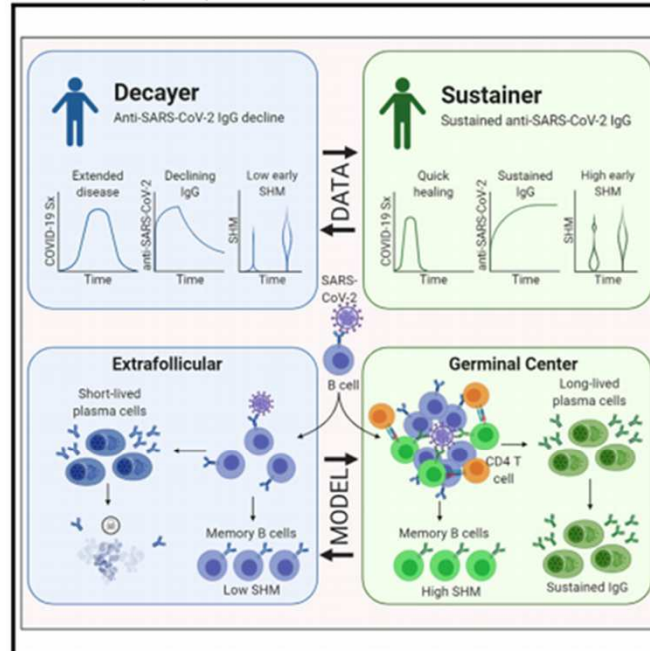 Decayer
Anti-SARS-CoV-2 IgG decline
Extended
disease
Declining
IgG
Low early
SHM
COVID-19 Sx
anti-SARS-CoV-2
SHM
Time
Time
Time
DATA
Sustainer
Sustained anti-SARS-CoV-2 IgG
Quick
healing
Sustained
IgG
High early
SHM
COVID-19 Sx
anti-SARS-CoV-2
SHM
Time
Time
Time
SARS-
CoV-2
B cell
Extrafollicular
Short-lived
plasma cells
Memory B cells
Low SHM
MODEL
Germinal Center
Long-lived
plasma cells
CD4 T
cell
Memory B cells
High SHM
Sustained IgG